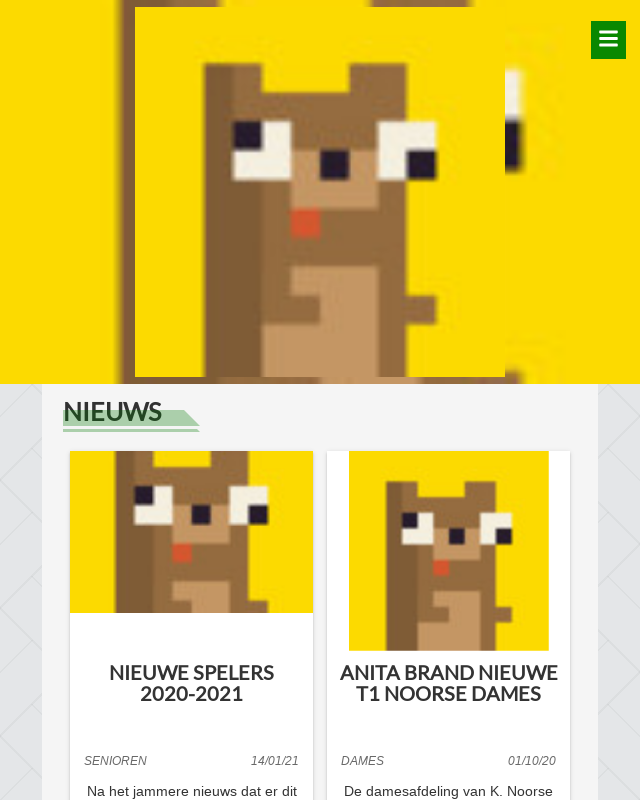 NIEUWS
NIEUWE SPELERS
2020-2021
SENIOREN 14/01/21
Na het jammere nieuws dat er dit
ANITA BRAND NIEUWE
T1 NOORSE DAMES
DAMES 01/10/20
De damesafdeling van K. Noorse